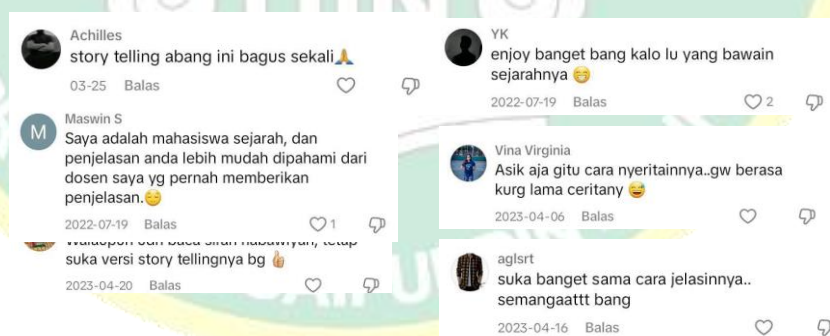 Achilles
story telling abang ini bagus sekali🙏
03-25 Balas
Maswin S
M
Saya adalah mahasiswa sejarah, dan
penjelasan anda lebih mudah dipahami dari
dosen saya yg pernah memberikan
penjelasan.😌
2022-07-19 Balas 1
suka versi story tellingnya bg 👍
2023-04-20 Balas
YK
enjoy banget bang kalo lu yang bawain
sejarahnya 😁
2022-07-19 Balas 2
Vina Virginia
Asik aja gitu cara nyeritainnya..gw berasa
kurg lama ceritany 😅
2023-04-06 Balas
aglsrt
suka banget sama cara jelasinnya..
semangaattt bang
2023-04-16 Balas